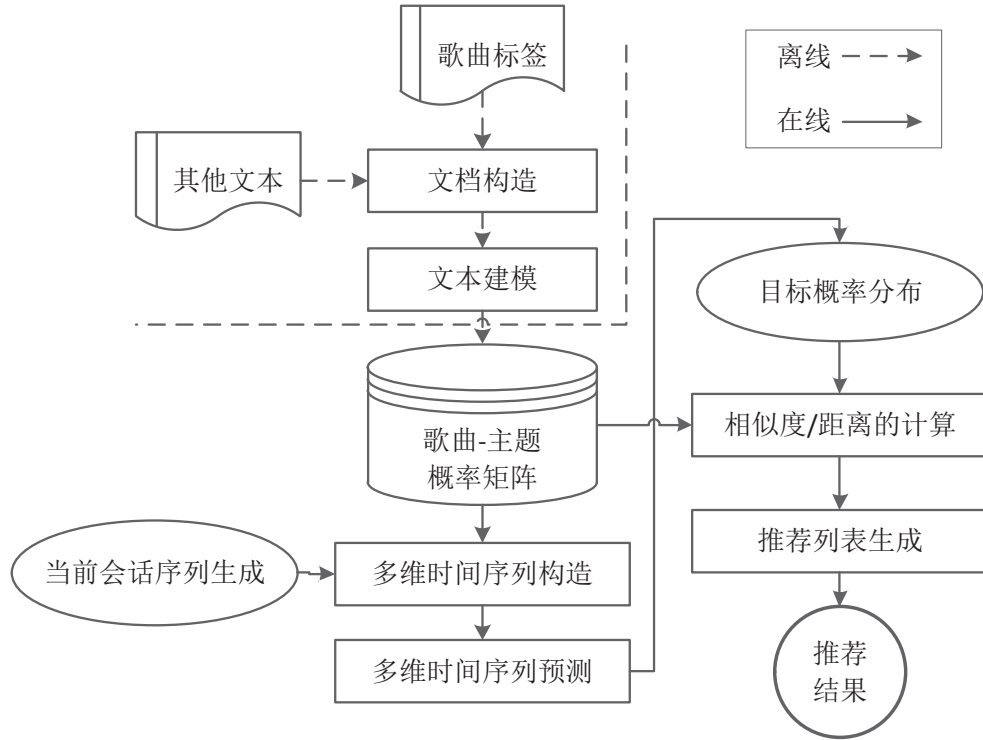 歌曲标签
离线
在线
其他文本
文档构造
文本建模
目标概率分布
歌曲-主题
概率矩阵
相似度/距离的计算
推荐列表生成
当前会话序列生成
多维时间序列构造
多维时间序列预测
推荐
结果